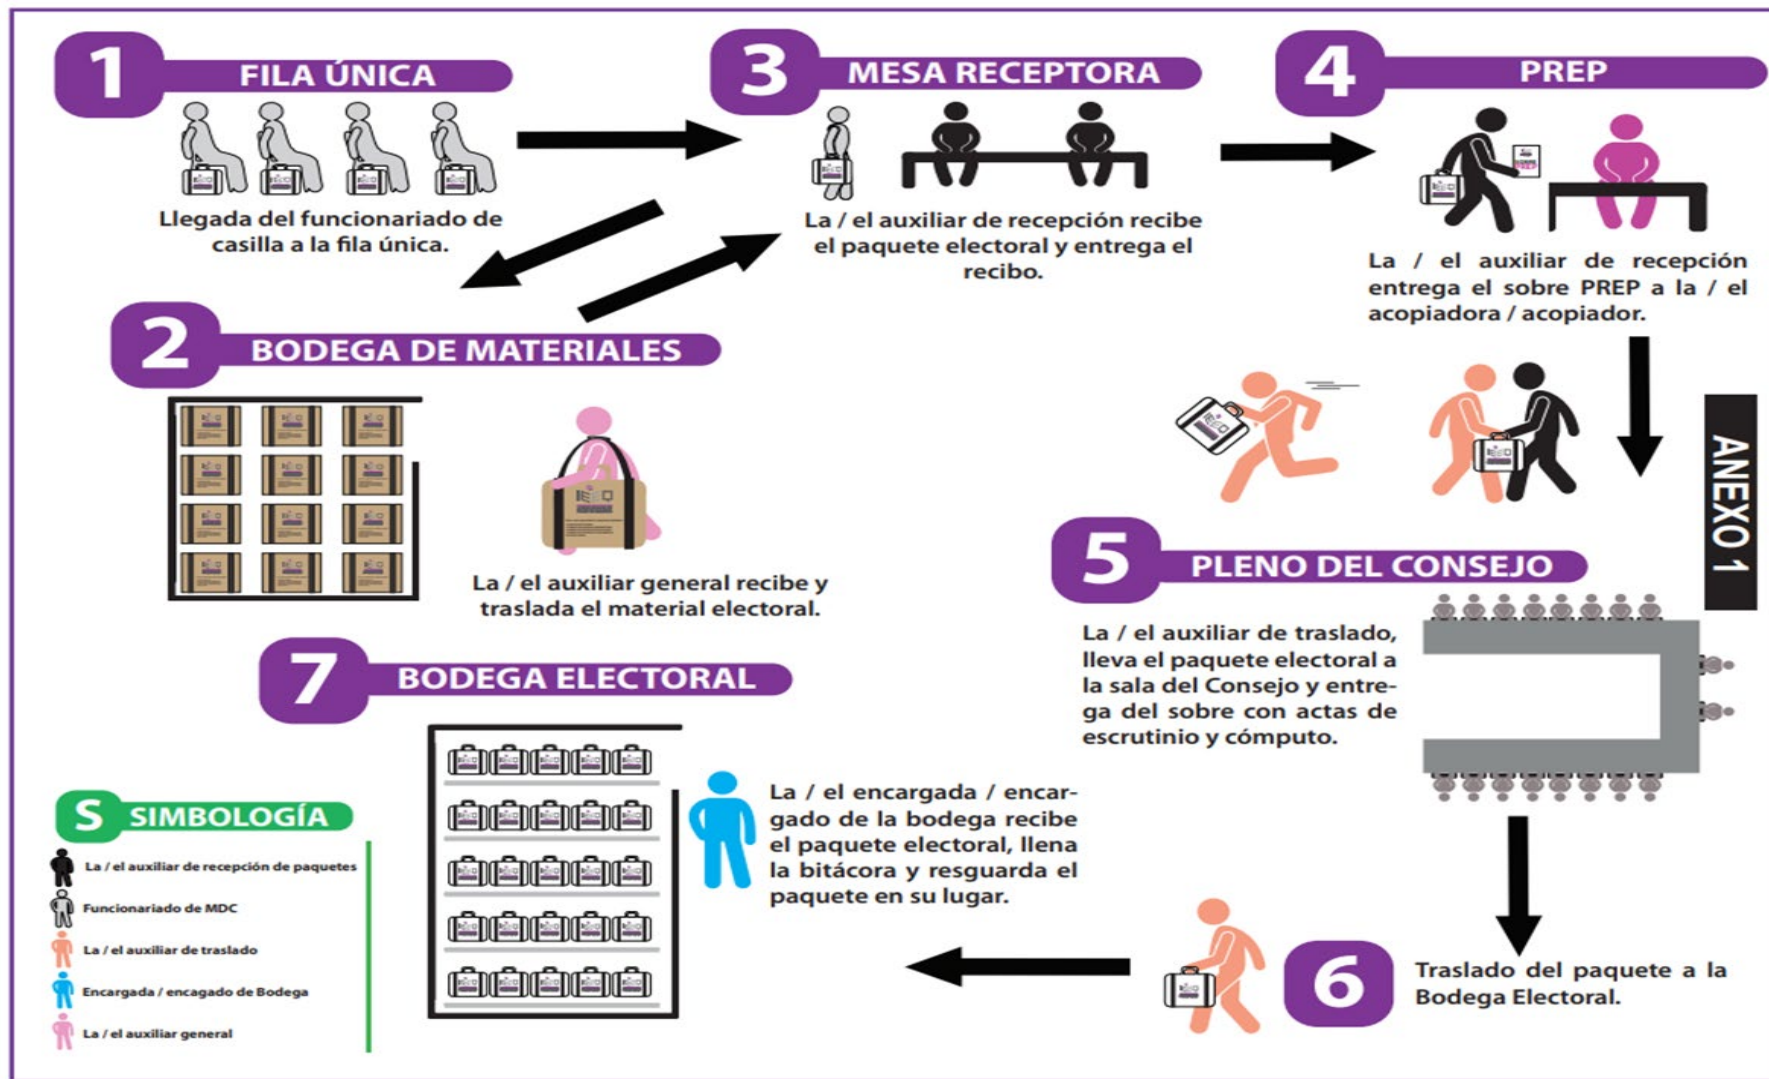 1
FILA ÚNICA
Llegada del funcionariado de
casilla a la fila única.
3
MESA RECEPTORA
La / el auxiliar de recepción recibe
el paquete electoral y entrega el
recibo.
4
PREP
La / el auxiliar de recepción
entrega el sobre PREP a la / el
acopiadora / acopiador.
2
BODEGA DE MATERIALES
IEEQ
La / el auxiliar general recibe y
traslada el material electoral.
ANEXO 1
5
PLENO DEL CONSEJO
La / el auxiliar de traslado,
lleva el paquete electoral a
la sala del Consejo y entre-
ga del sobre con actas de
escrutinio y cómputo.
7
BODEGA ELECTORAL
La / el encargada / encar-
gado de la bodega recibe
el paquete electoral, llena
la bitácora y resguarda el
paquete en su lugar.
6
Traslado del paquete a la
Bodega Electoral.
S SIMBOLOGÍA
La / el auxiliar de recepción de paquetes
Funcionariado de MDC
La / el auxiliar de traslado
Encargada / encagado de Bodega
La / el auxiliar general